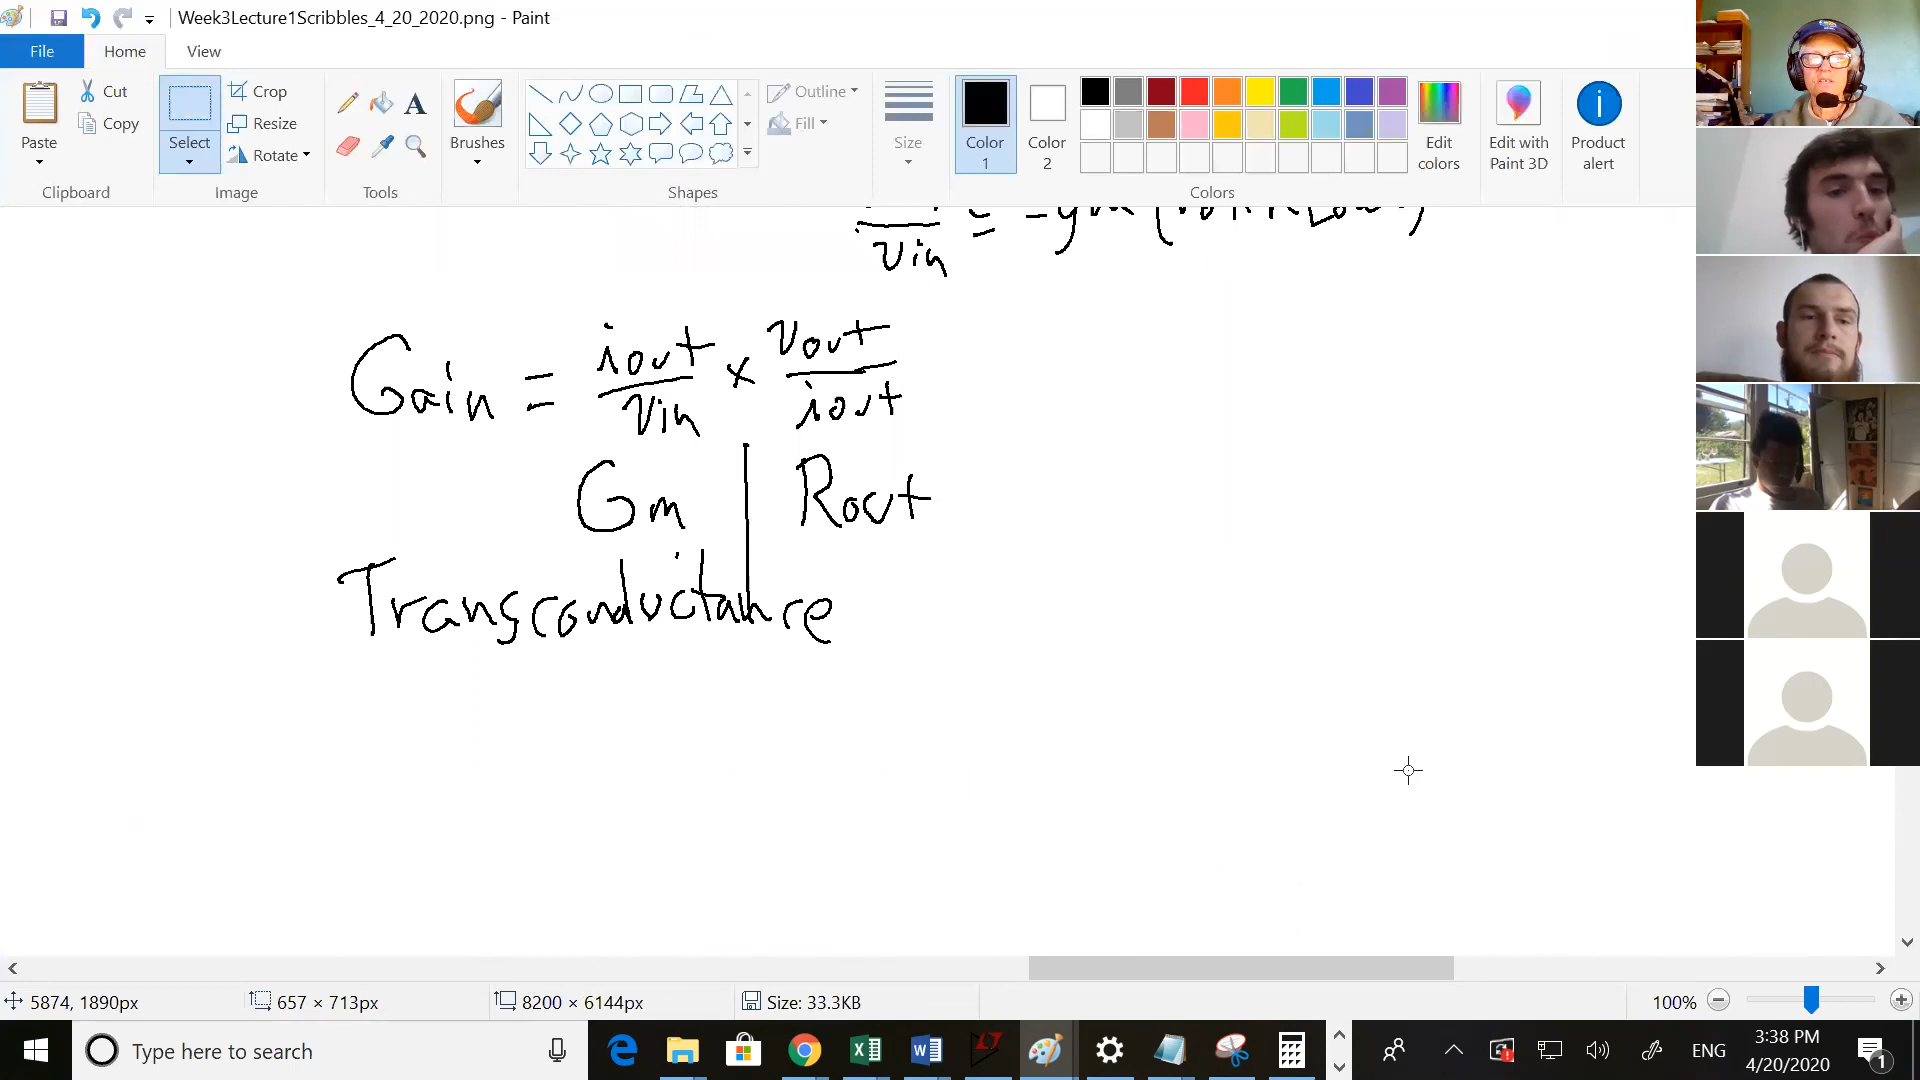 Week3Lecture1Scribbles_4_20_2020.png - Paint
File Home View
Paste
Cut
Copy
Clipboard
Select
Crop
Resize
Rotate
Image
Tools
Brushes
Shapes
Outline
Fill
Size
Color 1
Color 2
Colors
Edit colors
Edit with Paint 3D
Product alert
vin = -gm (
Gain = iout/vin × vout/iout
Gm | Rout
Transconductance
5874, 1890px 657 × 713px 8200 × 6144px Size: 33.3KB 100%
Type here to search
ENG
3:38 PM
4/20/2020
1